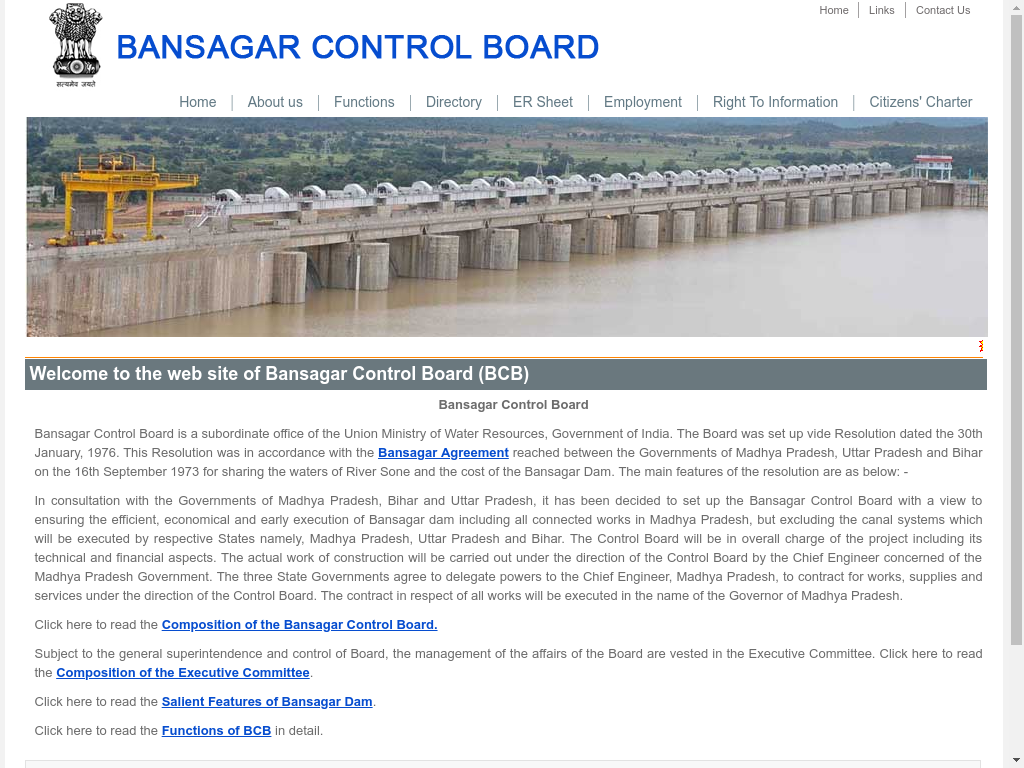 Home
Links
Contact Us
सत्यमेव जयते
BANSAGAR CONTROL BOARD
Home
About us
Functions
Directory
ER Sheet
Employment
Right To Information
Citizens' Charter
Welcome to the web site of Bansagar Control Board (BCB)
Bansagar Control Board
Bansagar Control Board is a subordinate office of the Union Ministry of Water Resources, Government of India. The Board was set up vide Resolution dated the 30th
January, 1976. This Resolution was in accordance with the Bansagar Agreement reached between the Governments of Madhya Pradesh, Uttar Pradesh and Bihar
on the 16th September 1973 for sharing the waters of River Sone and the cost of the Bansagar Dam. The main features of the resolution are as below: -
In consultation with the Governments of Madhya Pradesh, Bihar and Uttar Pradesh, it has been decided to set up the Bansagar Control Board with a view to
ensuring the efficient, economical and early execution of Bansagar dam including all connected works in Madhya Pradesh, but excluding the canal systems which
will be executed by respective States namely, Madhya Pradesh, Uttar Pradesh and Bihar. The Control Board will be in overall charge of the project including its
technical and financial aspects. The actual work of construction will be carried out under the direction of the Control Board by the Chief Engineer concerned of the
Madhya Pradesh Government. The three State Governments agree to delegate powers to the Chief Engineer, Madhya Pradesh, to contract for works, supplies and
services under the direction of the Control Board. The contract in respect of all works will be executed in the name of the Governor of Madhya Pradesh.
Click here to read the Composition of the Bansagar Control Board.
Subject to the general superintendence and control of Board, the management of the affairs of the Board are vested in the Executive Committee. Click here to read
the Composition of the Executive Committee.
Click here to read the Salient Features of Bansagar Dam.
Click here to read the Functions of BCB in detail.